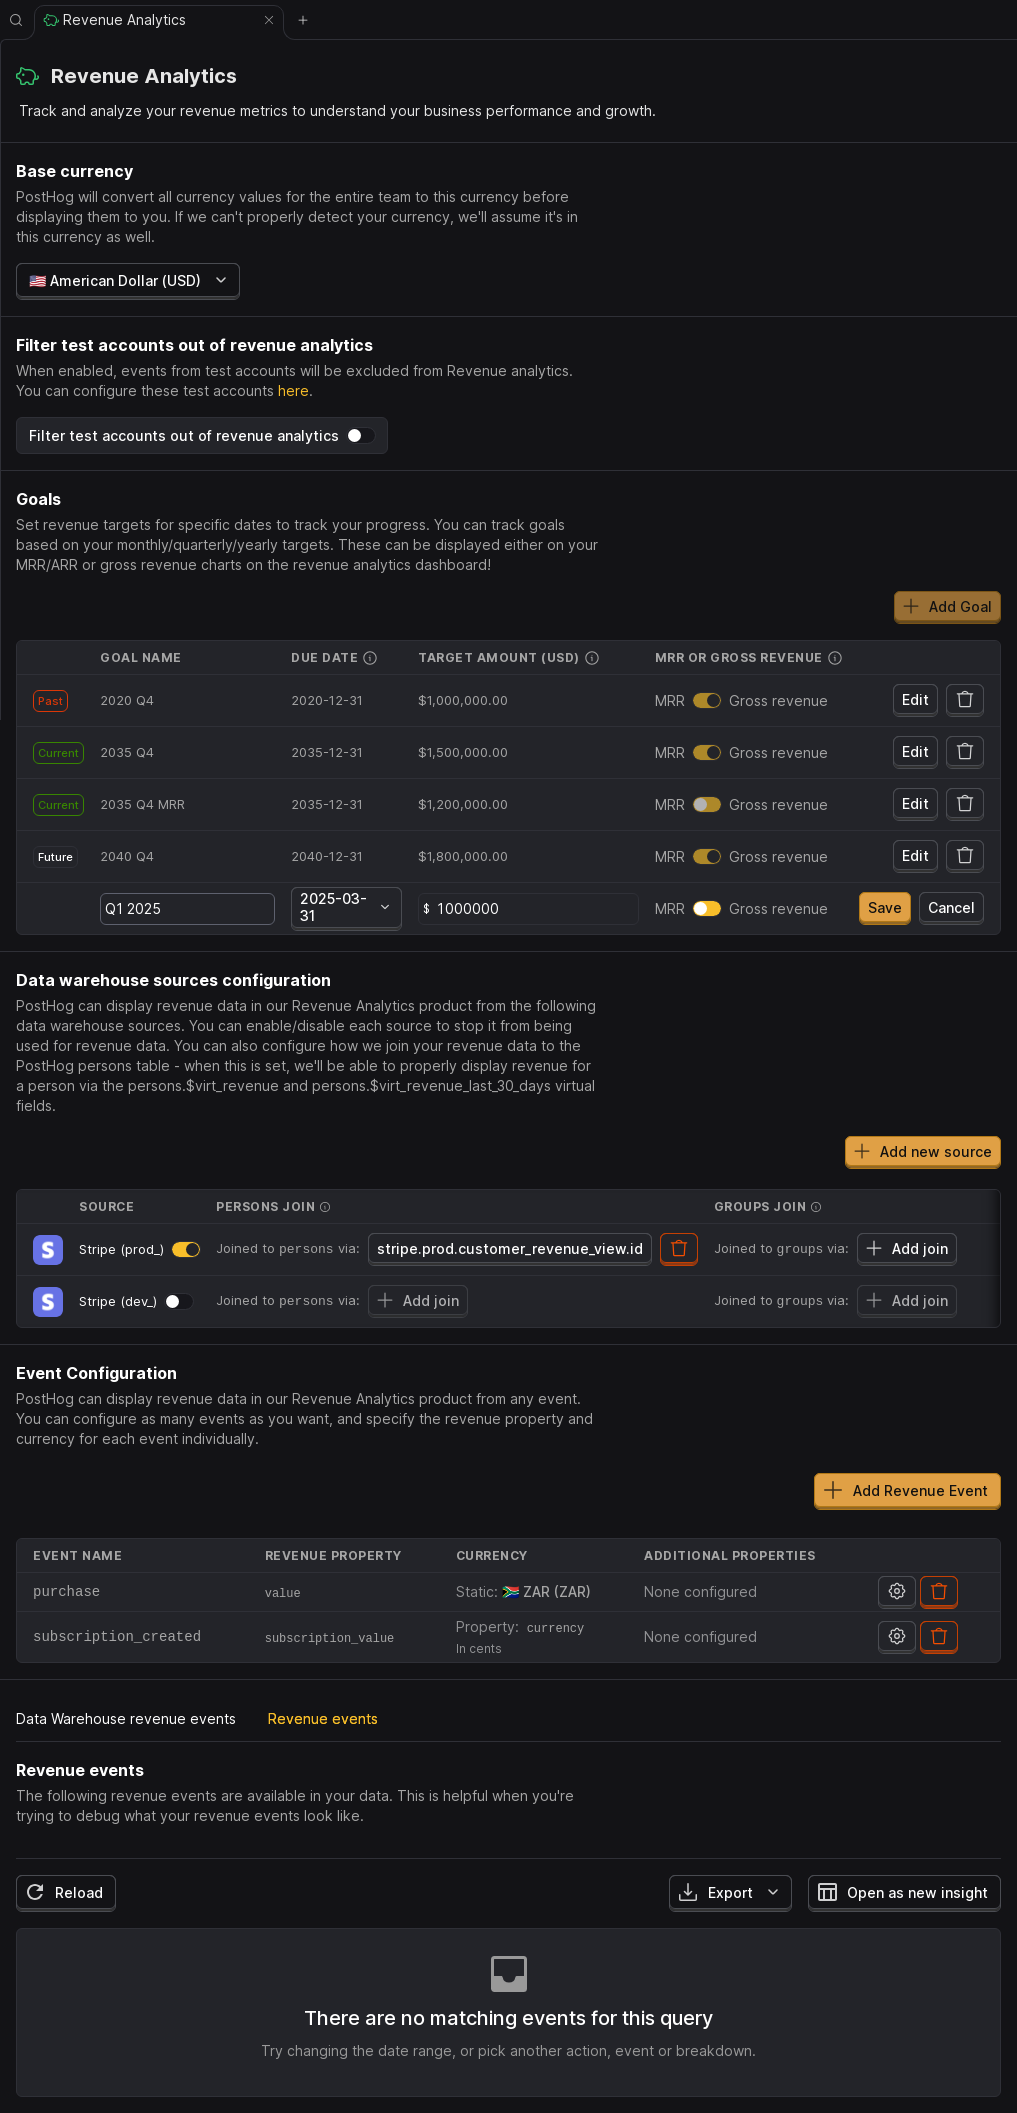 Revenue Analytics
Revenue Analytics
Track and analyze your revenue metrics to understand your business performance and growth.
Base currency
PostHog will convert all currency values for the entire team to this currency before
displaying them to you. If we can't properly detect your currency, we'll assume it's in
this currency as well.
🇺🇸 American Dollar (USD)
Filter test accounts out of revenue analytics
When enabled, events from test accounts will be excluded from Revenue analytics.
You can configure these test accounts here.
Filter test accounts out of revenue analytics
Goals
Set revenue targets for specific dates to track your progress. You can track goals
based on your monthly/quarterly/yearly targets. These can be displayed either on your
MRR/ARR or gross revenue charts on the revenue analytics dashboard!
Add Goal
GOAL NAME DUE DATE TARGET AMOUNT (USD) MRR OR GROSS REVENUE
Past 2020 Q4 2020-12-31 $1,000,000.00 MRR Gross revenue Edit
Current 2035 Q4 2035-12-31 $1,500,000.00 MRR Gross revenue Edit
Current 2035 Q4 MRR 2035-12-31 $1,200,000.00 MRR Gross revenue Edit
Future 2040 Q4 2040-12-31 $1,800,000.00 MRR Gross revenue Edit
Q1 2025 2025-03-31 $ 1000000 MRR Gross revenue Save Cancel
Data warehouse sources configuration
PostHog can display revenue data in our Revenue Analytics product from the following
data warehouse sources. You can enable/disable each source to stop it from being
used for revenue data. You can also configure how we join your revenue data to the
PostHog persons table - when this is set, we'll be able to properly display revenue for
a person via the persons.$virt_revenue and persons.$virt_revenue_last_30_days virtual
fields.
Add new source
SOURCE PERSONS JOIN GROUPS JOIN
S Stripe (prod_) Joined to persons via: stripe.prod.customer_revenue_view.id Joined to groups via: Add join
S Stripe (dev_) Joined to persons via: Add join Joined to groups via: Add join
Event Configuration
PostHog can display revenue data in our Revenue Analytics product from any event.
You can configure as many events as you want, and specify the revenue property and
currency for each event individually.
Add Revenue Event
EVENT NAME REVENUE PROPERTY CURRENCY ADDITIONAL PROPERTIES
purchase value Static: 🇿🇦 ZAR (ZAR) None configured
subscription_created subscription_value Property: currency None configured
In cents
Data Warehouse revenue events Revenue events
Revenue events
The following revenue events are available in your data. This is helpful when you're
trying to debug what your revenue events look like.
Reload Export Open as new insight
There are no matching events for this query
Try changing the date range, or pick another action, event or breakdown.